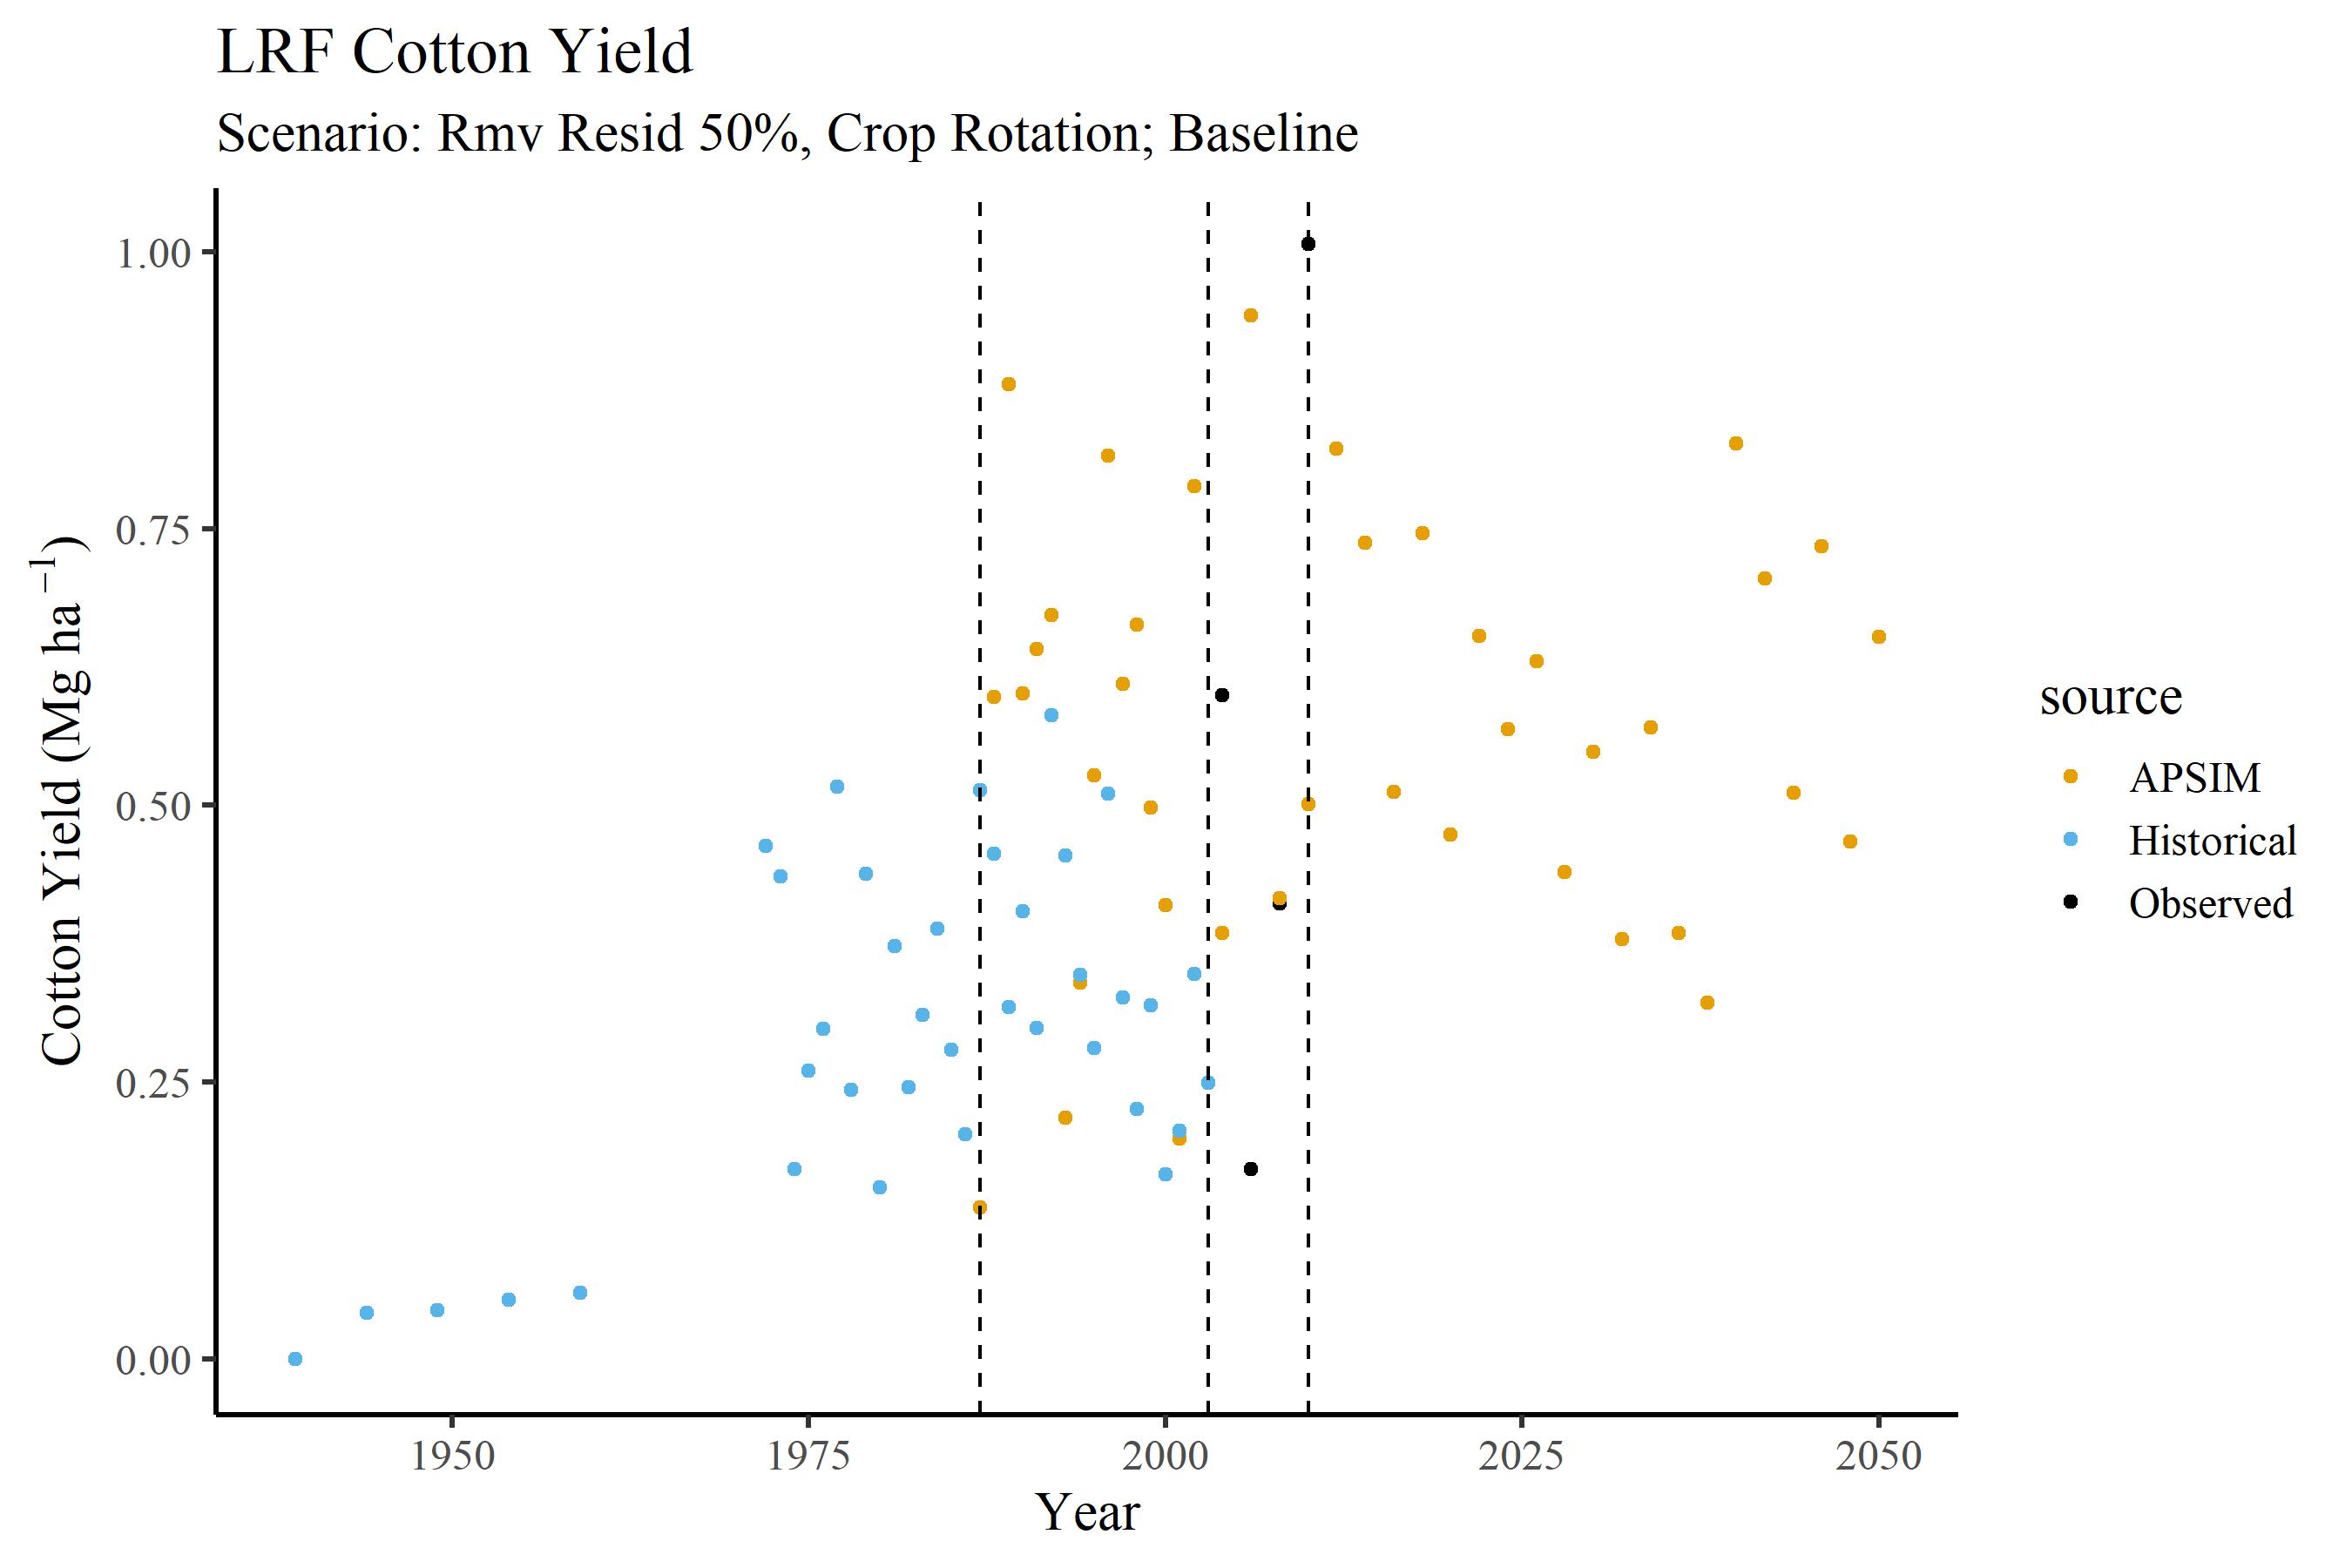 LRF Cotton Yield
Scenario: Rmv Resid 50%, Crop Rotation; Baseline
Cotton Yield (Mg ha ⁻¹)
1.00
0.75
0.50
0.25
0.00
1950 1975 2000 2025 2050
Year
source
APSIM
Historical
Observed